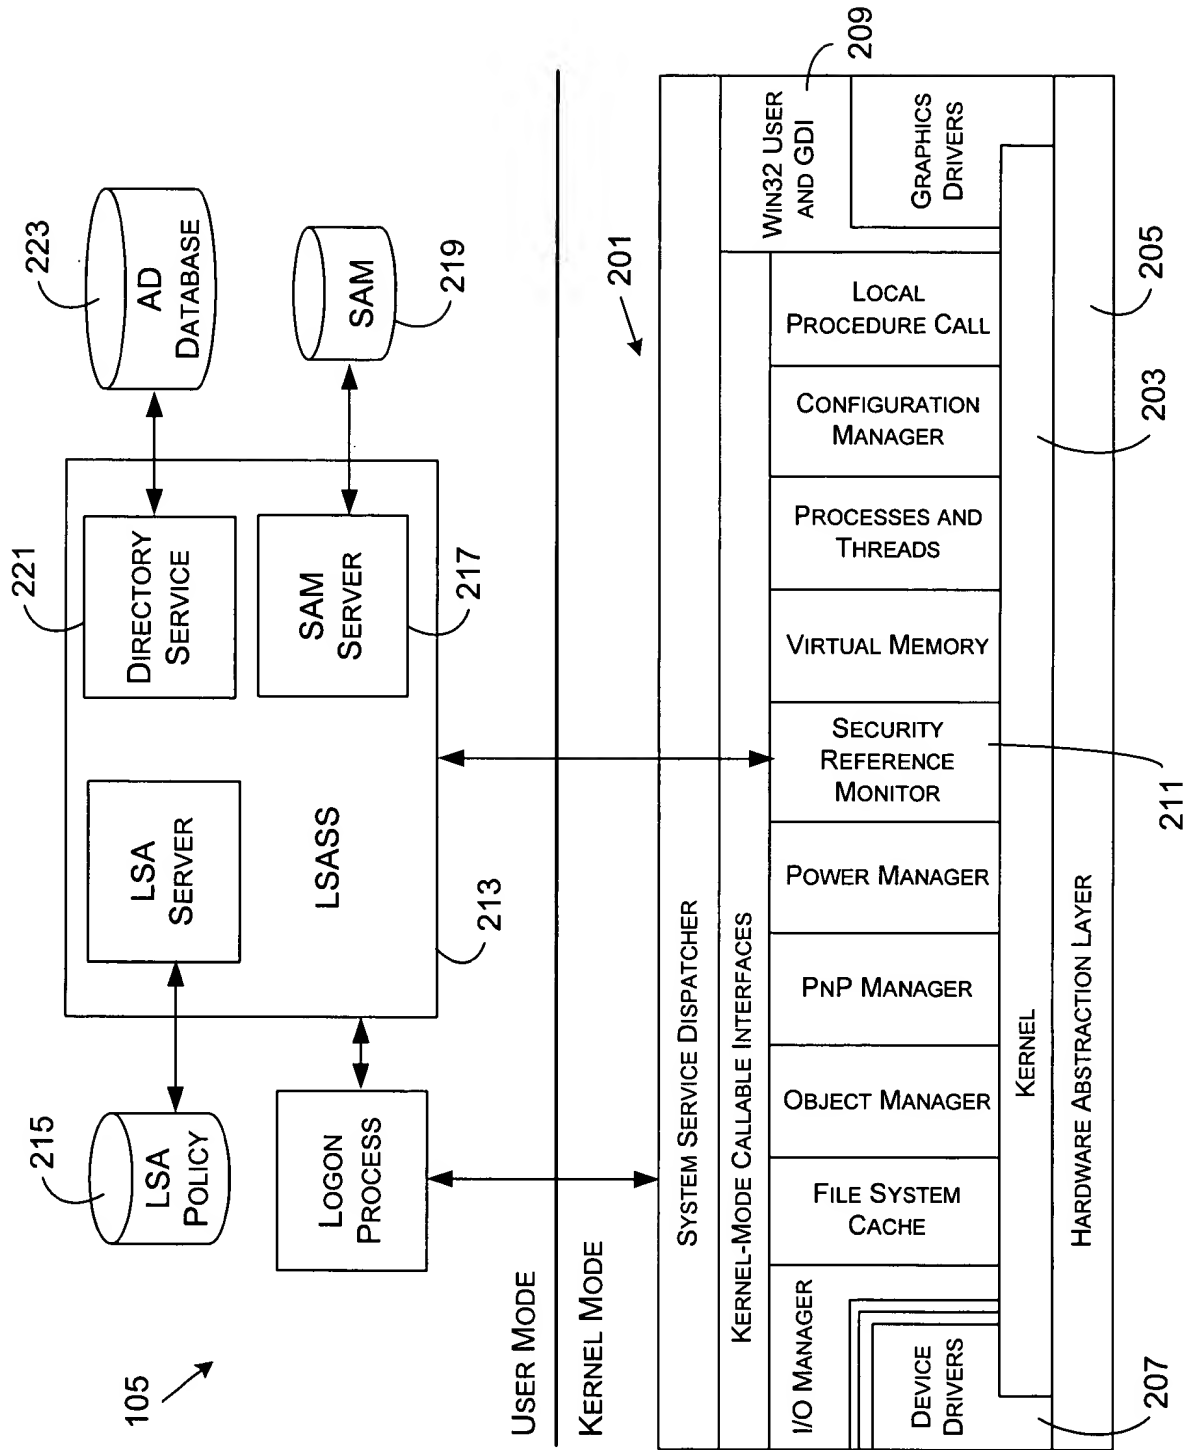 105
215
LSA
POLICY
LOGON
PROCESS
LSA
SERVER
LSASS
213
221
DIRECTORY
SERVICE
SAM
SERVER
217
223
AD
DATABASE
SAM
219
USER MODE
KERNEL MODE
201
SYSTEM SERVICE DISPATCHER
KERNEL-MODE CALLABLE INTERFACES
I/O MANAGER
DEVICE
DRIVERS
207
FILE SYSTEM
CACHE
OBJECT MANAGER
PNP MANAGER
POWER MANAGER
SECURITY
REFERENCE
MONITOR
211
VIRTUAL MEMORY
PROCESSES AND
THREADS
CONFIGURATION
MANAGER
LOCAL
PROCEDURE CALL
WIN32 USER
AND GDI
209
GRAPHICS
DRIVERS
KERNEL
203
HARDWARE ABSTRACTION LAYER
205